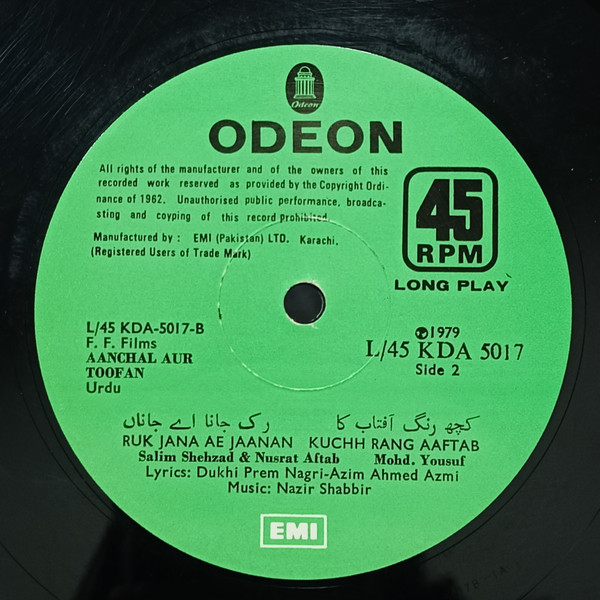 Odeon
ODEON
All rights of the manufacturer and of the owners of this
recorded work reserved as provided by the Copyright Ordi-
nance of 1962. Unauthorised public performance, broadca-
sting and coyping of this record prohibited.
Manufactured by : EMI (Pakistan) LTD. Karachi.
(Registered Users of Trade Mark)
45
RPM
LONG PLAY
L/45 KDA-5017-B
F. F. Films
AANCHAL AUR
TOOFAN
Urdu
℗1979
L/45 KDA 5017
Side 2
رک جانا اے جاناں
کچھ رنگ آفتاب کا
RUK JANA AE JAANAN KUCHH RANG AAFTAB
Salim Shehzad & Nusrat Aftab Mohd. Yousuf
Lyrics: Dukhi Prem Nagri-Azim Ahmed Azmi
Music: Nazir Shabbir
EMI